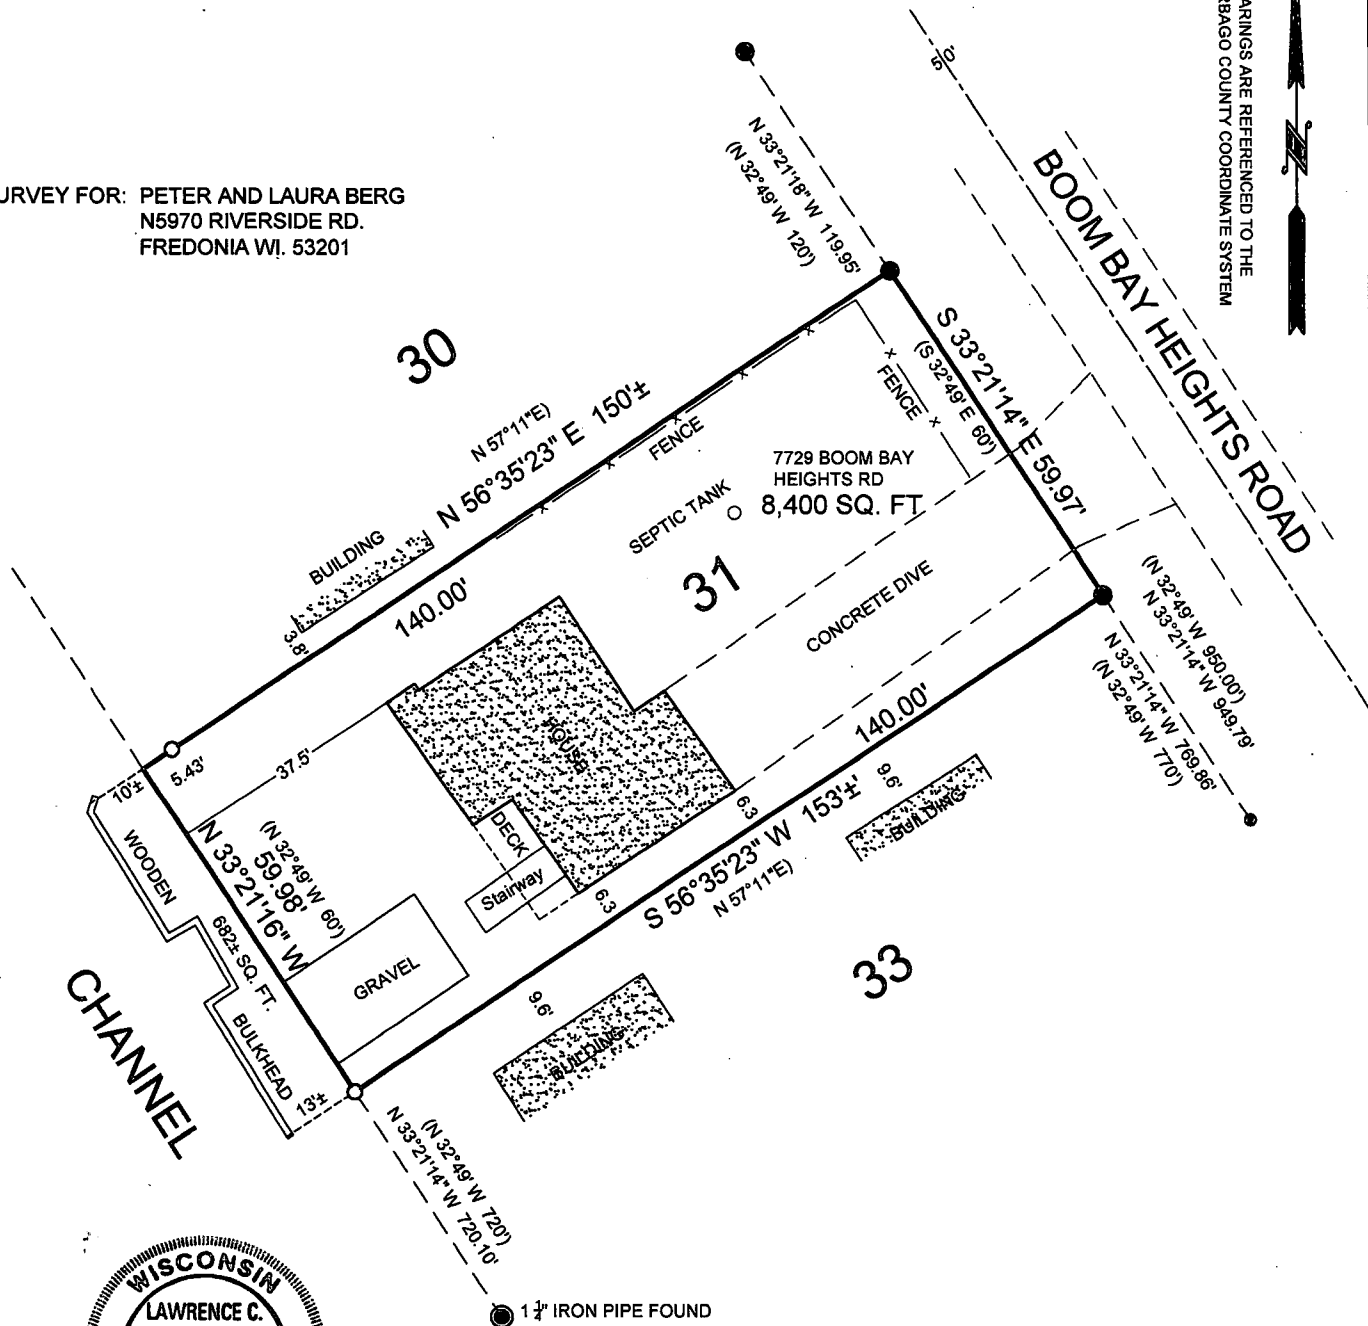 50'
ARINGS ARE REFERENCED TO THE
BAGO COUNTY COORDINATE SYSTEM
URVEY FOR: PETER AND LAURA BERG
N5970 RIVERSIDE RD.
FREDONIA WI. 53201
N 33°21'18" W 119.95'
(N 32°49' W 120')
BOOM BAY HEIGHTS ROAD
30
S 33°21'14" E 59.97'
(S 32°49' E 60')
FENCE
N 57°11"E)
N 56°35'23" E 150'±
FENCE
7729 BOOM BAY
HEIGHTS RD
8,400 SQ. FT
SEPTIC TANK
31
BUILDING
3.8'
140.00'
CONCRETE DIVE
(N 32°49' W 950.00')
N 33°21'14" W 949.79'
N 33°21'14" W 769.86'
(N 32°49' W 770')
HOUSE
140.00'
37.5'
5.43'
10'±
WOODEN
682± SQ. FT.
BULKHEAD
13'±
(N 32°49' W 60')
59.98'
N 33°21'16" W
DECK
Stairway
6.3
6.3
9.6'
BUILDING
S 56°35'23" W 153'±'
N 57°11"E)
GRAVEL
33
9.6'
BUILDING
CHANNEL
(N 32°49' W 720')
N 33°21'14" W 720.10'
1 1/4" IRON PIPE FOUND
WISCONSIN
LAWRENCE C.